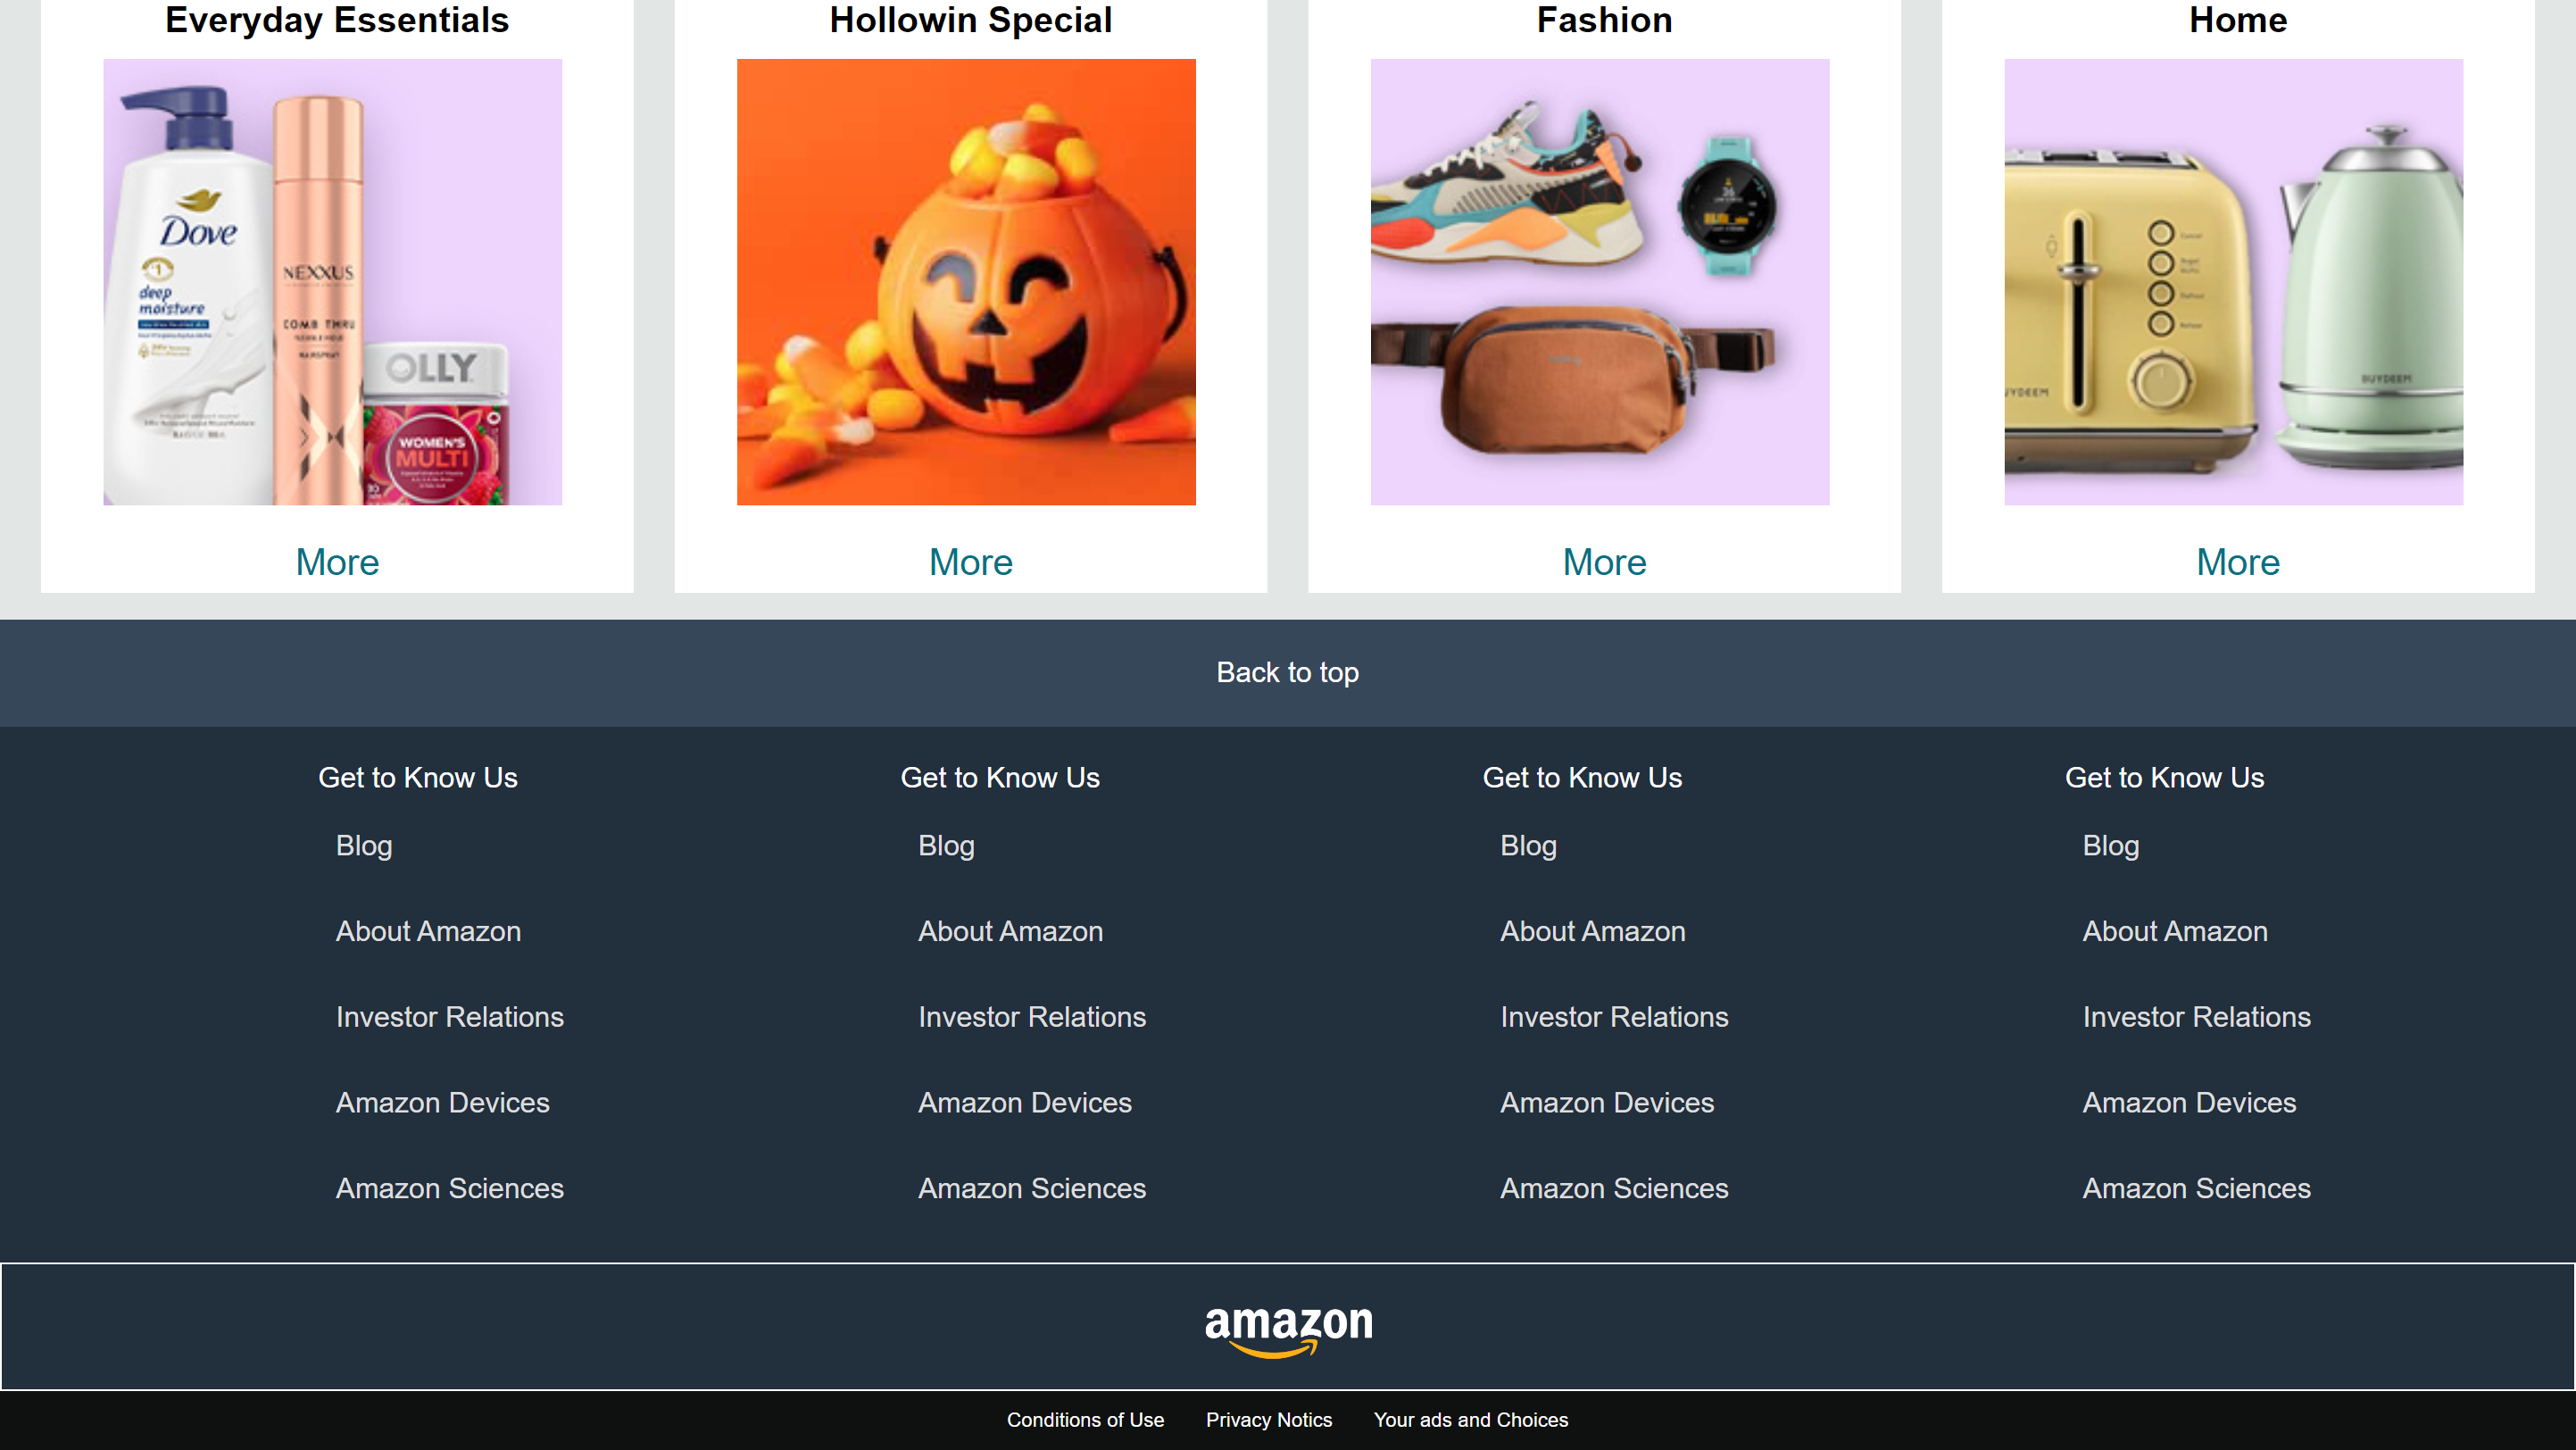 Everyday Essentials
Hollowin Special
Fashion
Home
Dove
#1
deep
moisture
NEXXUS
COMB THRU
HAIRSPRAY
OLLY
WOMEN'S
MULTI
BUYDEEM
More
More
More
More
Back to top
Get to Know Us
Blog
About Amazon
Investor Relations
Amazon Devices
Amazon Sciences
Get to Know Us
Blog
About Amazon
Investor Relations
Amazon Devices
Amazon Sciences
Get to Know Us
Blog
About Amazon
Investor Relations
Amazon Devices
Amazon Sciences
Get to Know Us
Blog
About Amazon
Investor Relations
Amazon Devices
Amazon Sciences
amazon
Conditions of Use Privacy Notics Your ads and Choices